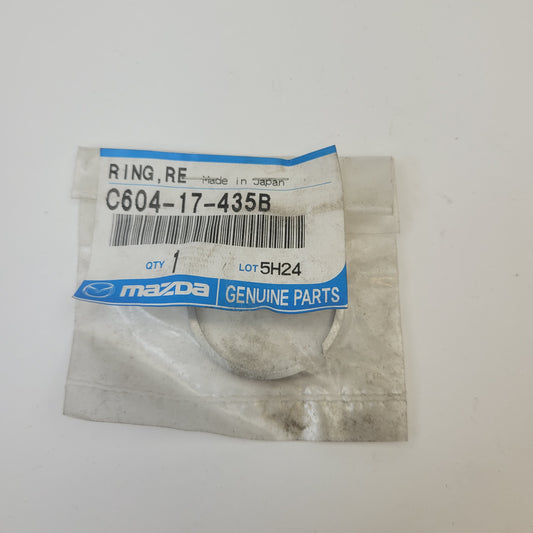 RING,RE Made in Japan
C604-17-435B
QTY 1 LOT 5H24
mazda GENUINE PARTS